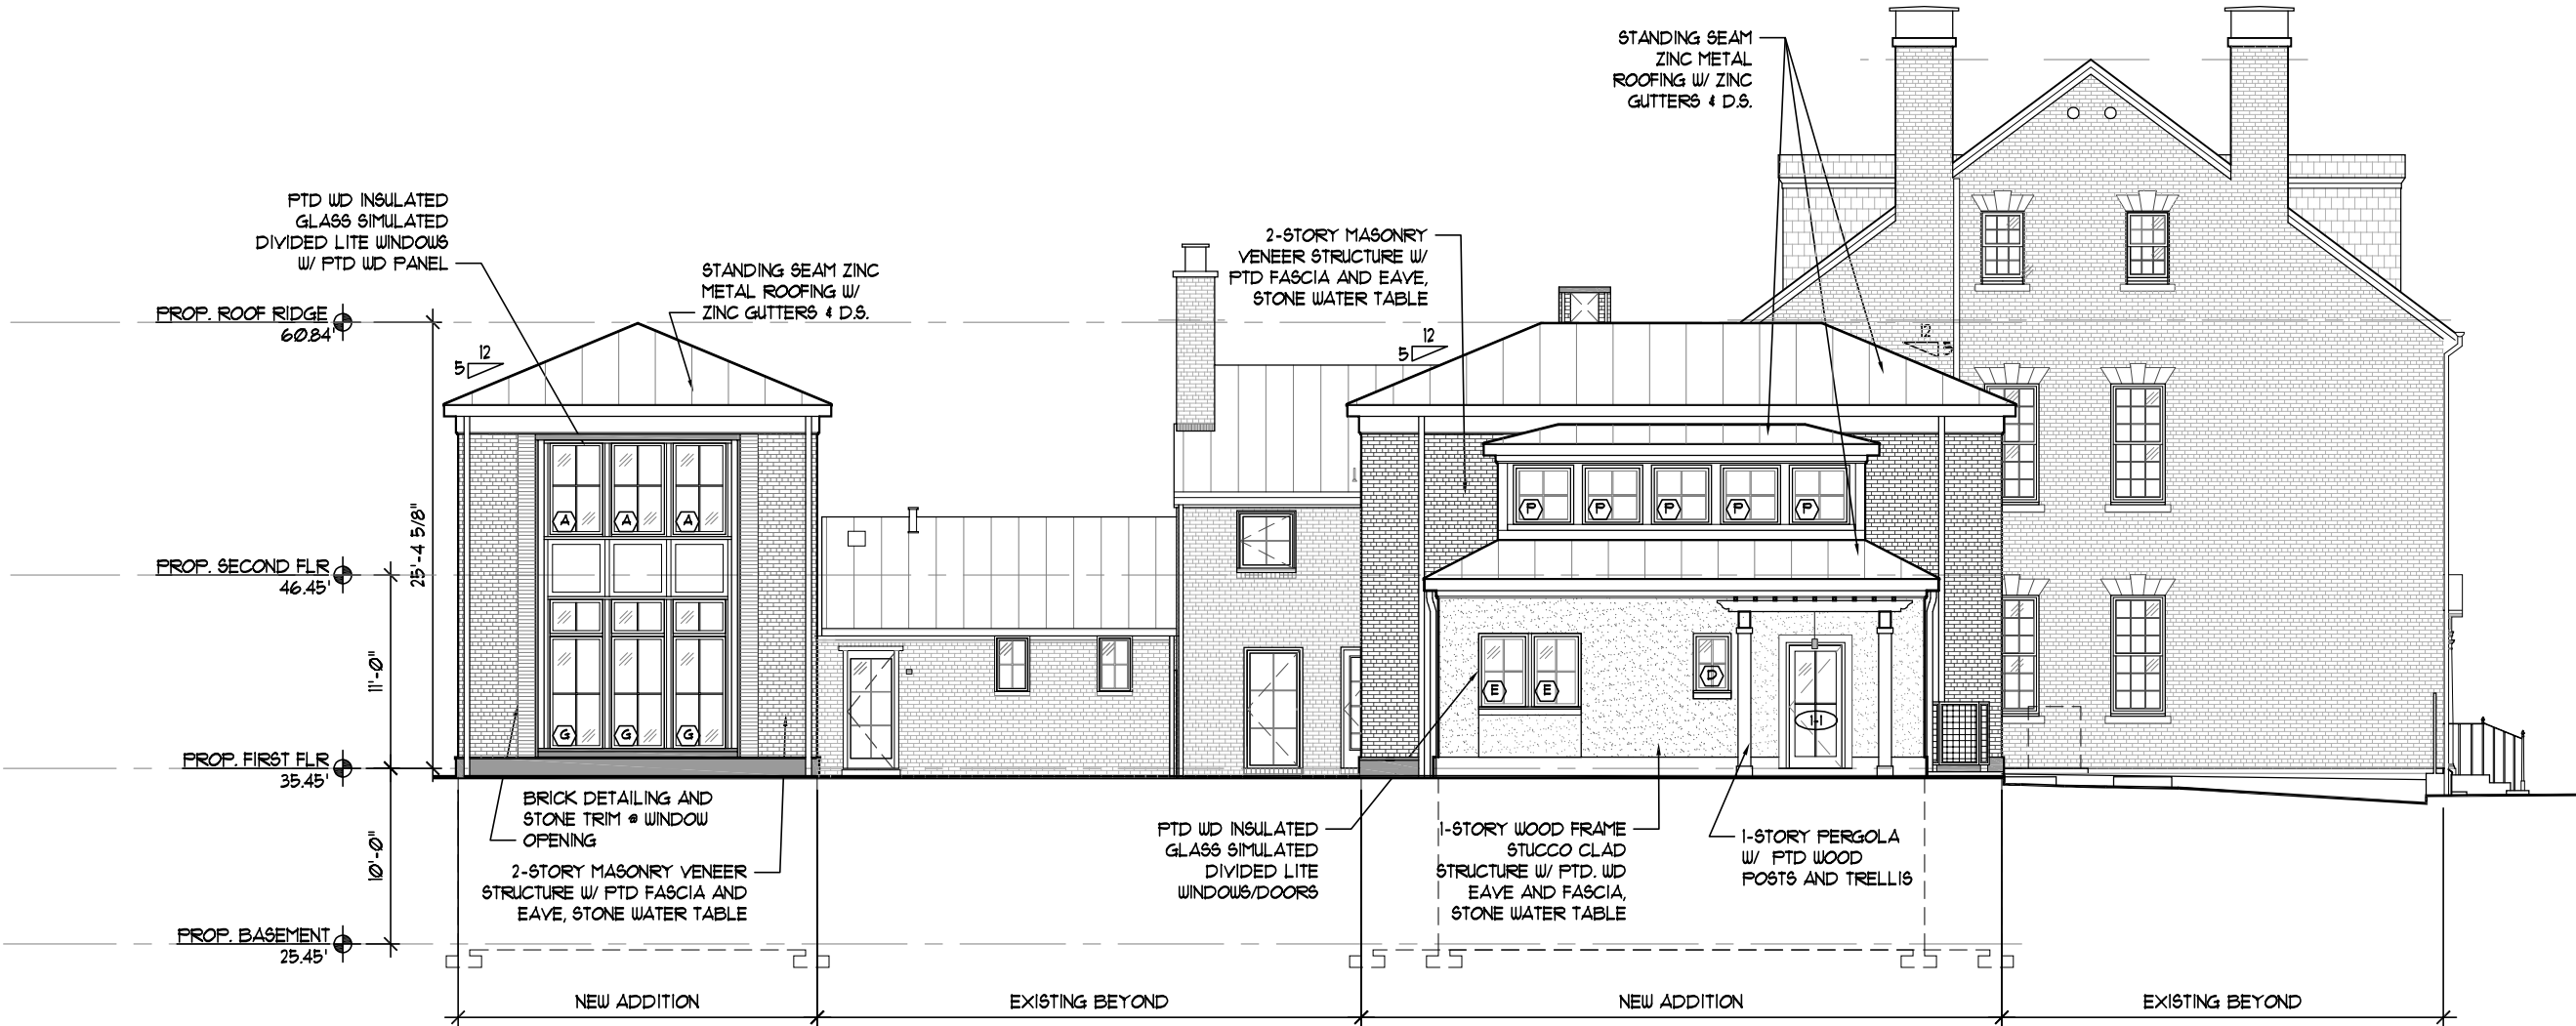 STANDING SEAM
ZINC METAL
ROOFING W/ ZINC
GUTTERS & D.S.
PTD WD INSULATED
GLASS SIMULATED
DIVIDED LITE WINDOWS
W/ PTD WD PANEL
2-STORY MASONRY
VENEER STRUCTURE W/
PTD FASCIA AND EAVE,
STONE WATER TABLE
STANDING SEAM ZINC
METAL ROOFING W/
ZINC GUTTERS & D.S.
PROP. ROOF RIDGE
60.84'
12
5
12
5
12
5
A A A
P P P P P
25'-4 5/8"
PROP. SECOND FLR
46.45'
11'-0"
E E
D
1-1
G G G
PROP. FIRST FLR
35.45'
BRICK DETAILING AND
STONE TRIM @ WINDOW
OPENING
2-STORY MASONRY VENEER
STRUCTURE W/ PTD FASCIA AND
EAVE, STONE WATER TABLE
PTD WD INSULATED
GLASS SIMULATED
DIVIDED LITE
WINDOWS/DOORS
1-STORY WOOD FRAME
STUCCO CLAD
STRUCTURE W/ PTD. WD
EAVE AND FASCIA,
STONE WATER TABLE
1-STORY PERGOLA
W/ PTD WOOD
POSTS AND TRELLIS
10'-0"
PROP. BASEMENT
25.45'
NEW ADDITION
EXISTING BEYOND
NEW ADDITION
EXISTING BEYOND